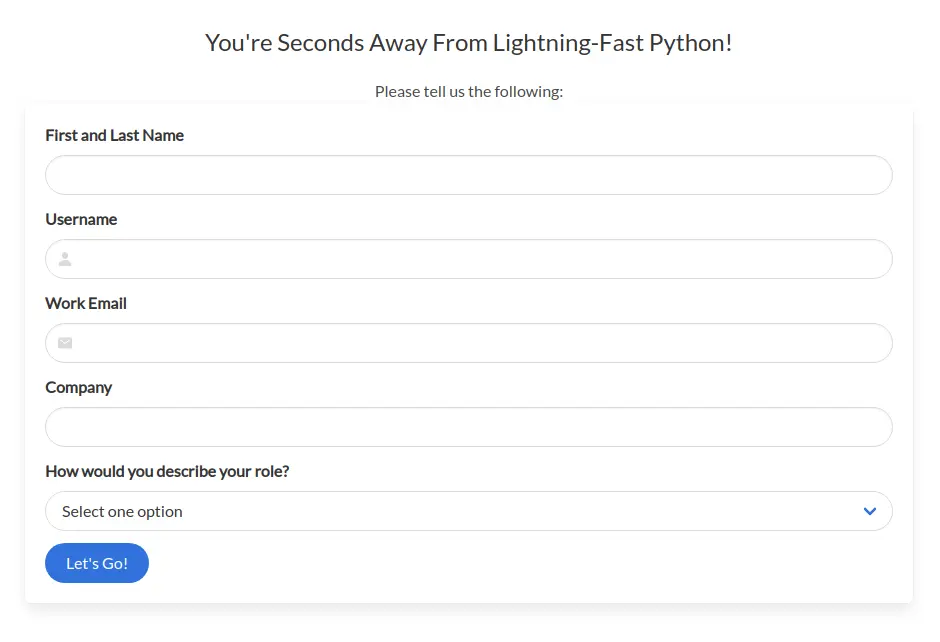 You're Seconds Away From Lightning-Fast Python!
Please tell us the following:
First and Last Name
Username
Work Email
Company
How would you describe your role?
Select one option
Let's Go!